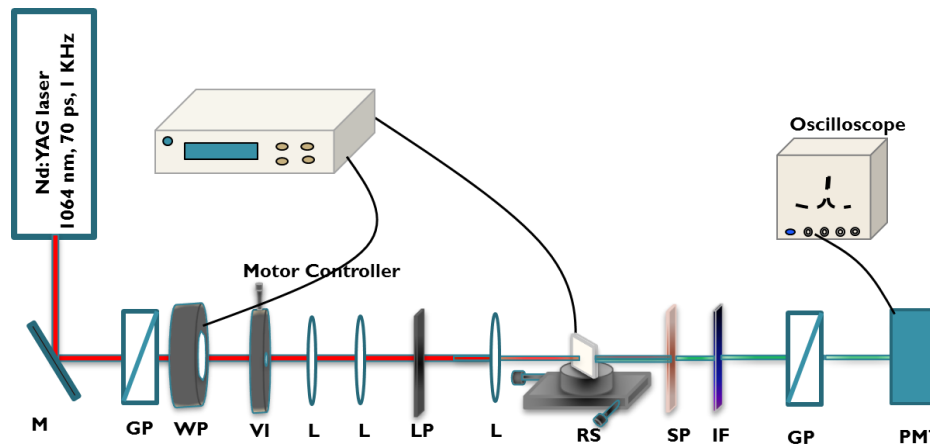 Nd:YAG laser
1064 nm, 70 ps, 1 KHz
Oscilloscope
Motor Controller
M
GP
WP
VI
L
L
LP
L
RS
SP
IF
GP
PMT